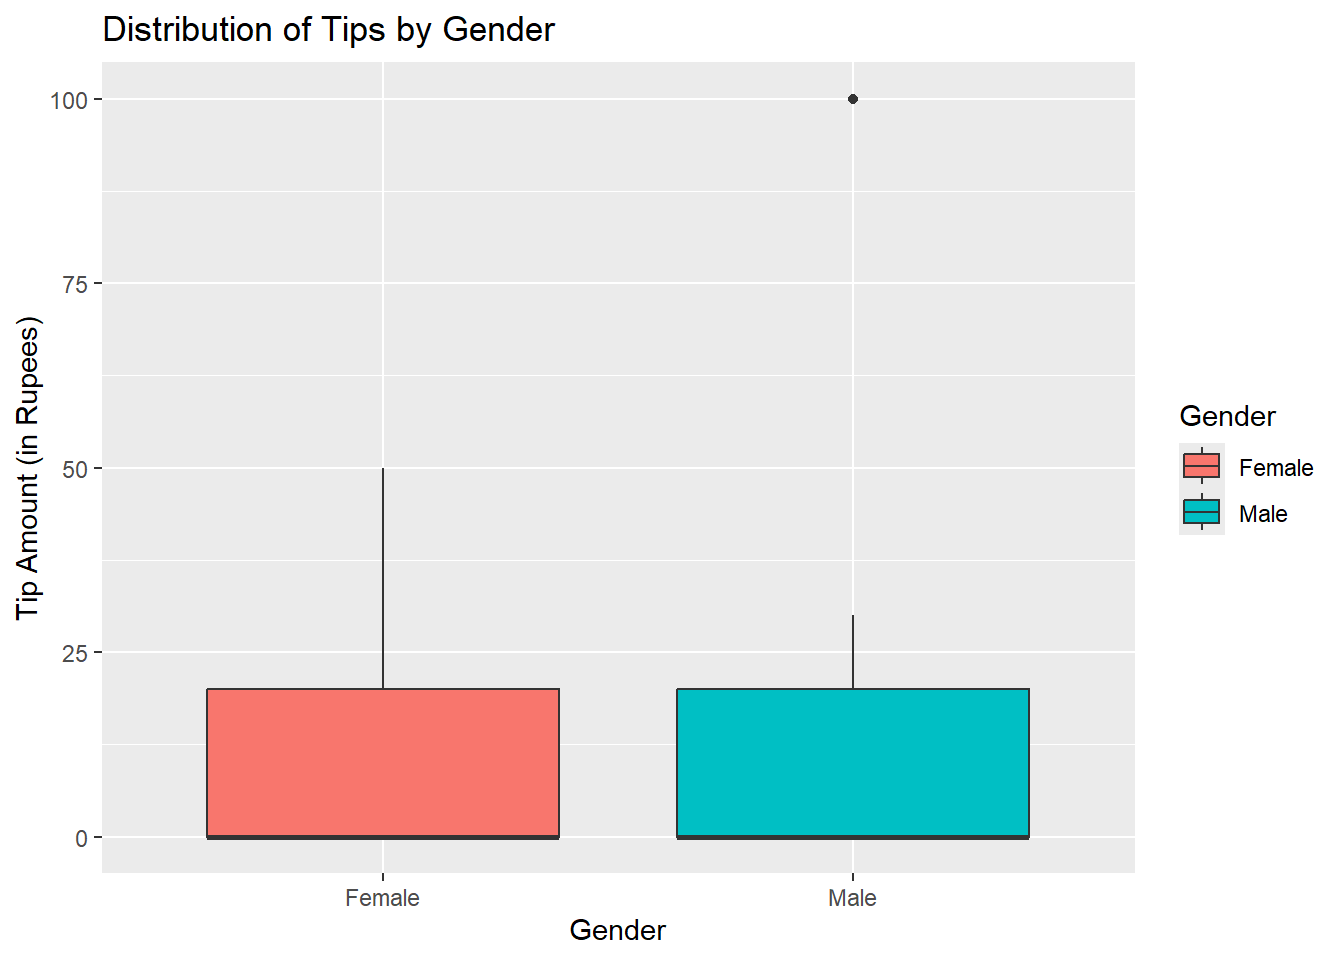 Distribution of Tips by Gender
Tip Amount (in Rupees)
100
75
50
25
0
Female
Male
Gender
Gender
Female
Male